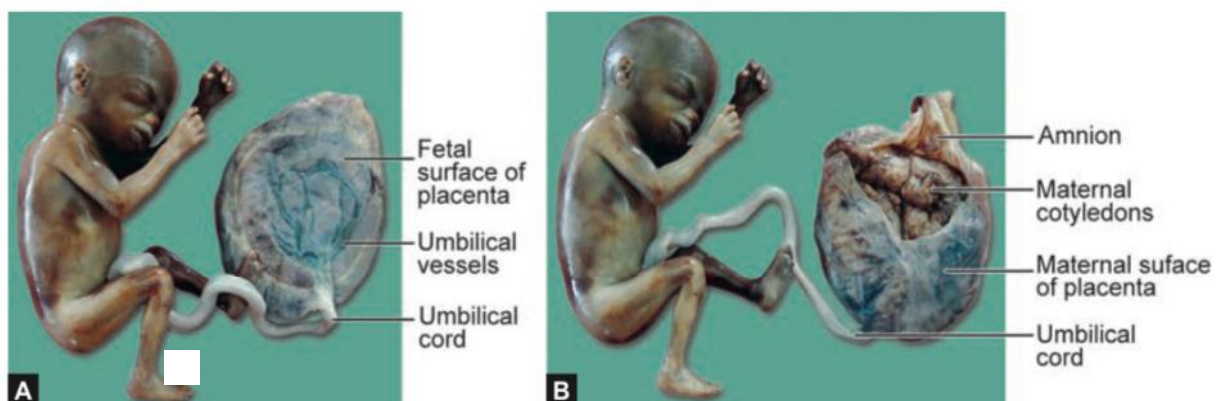 Fetal
surface of
placenta
Umbilical
vessels
Umbilical
cord
A
Amnion
Maternal
cotyledons
Maternal suface
of placenta
Umbilical
cord
B